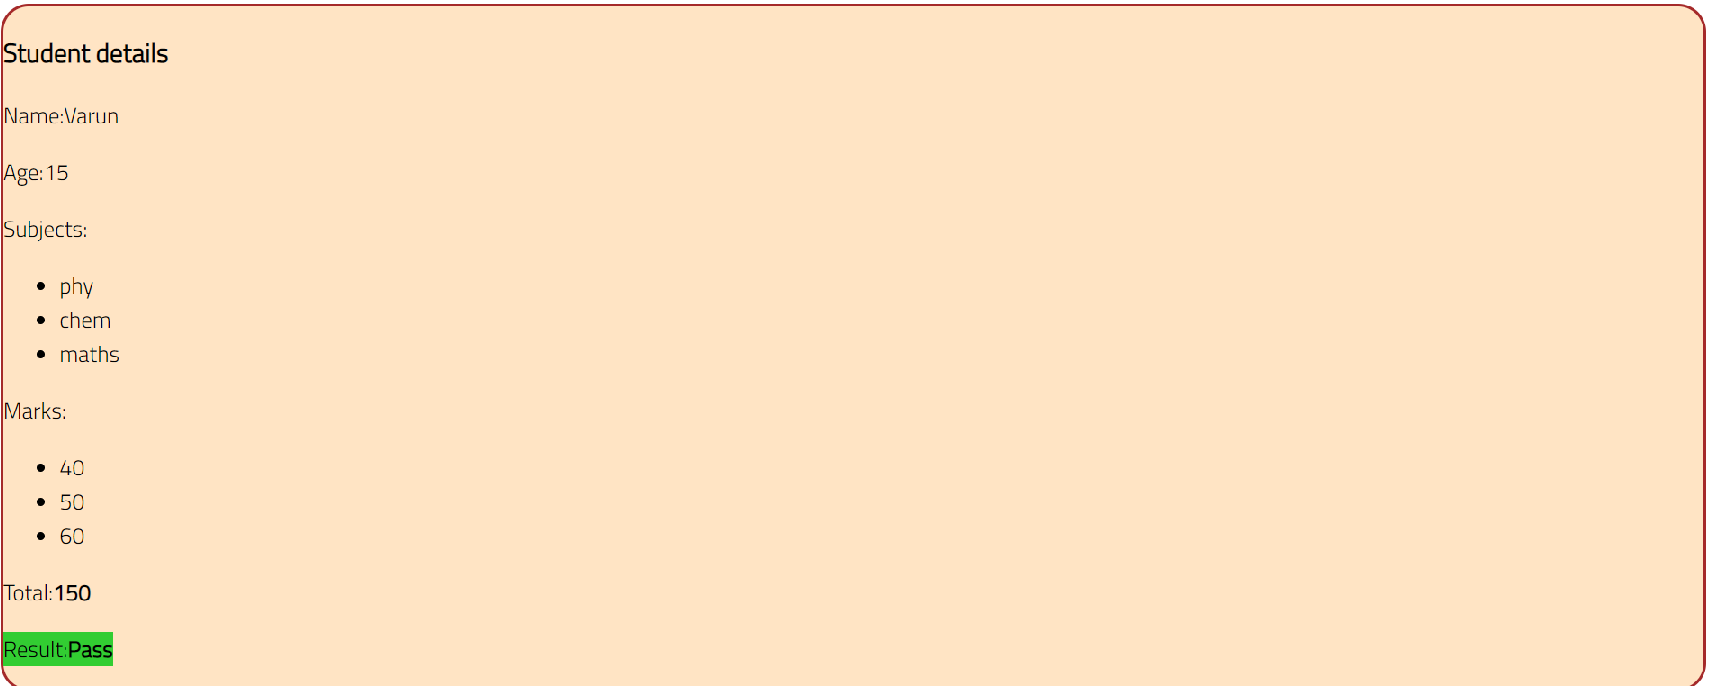 Student details
Name:Varun
Age:15
Subjects:
phy
chem
maths
Marks:
40
50
60
Total:150
Result:Pass